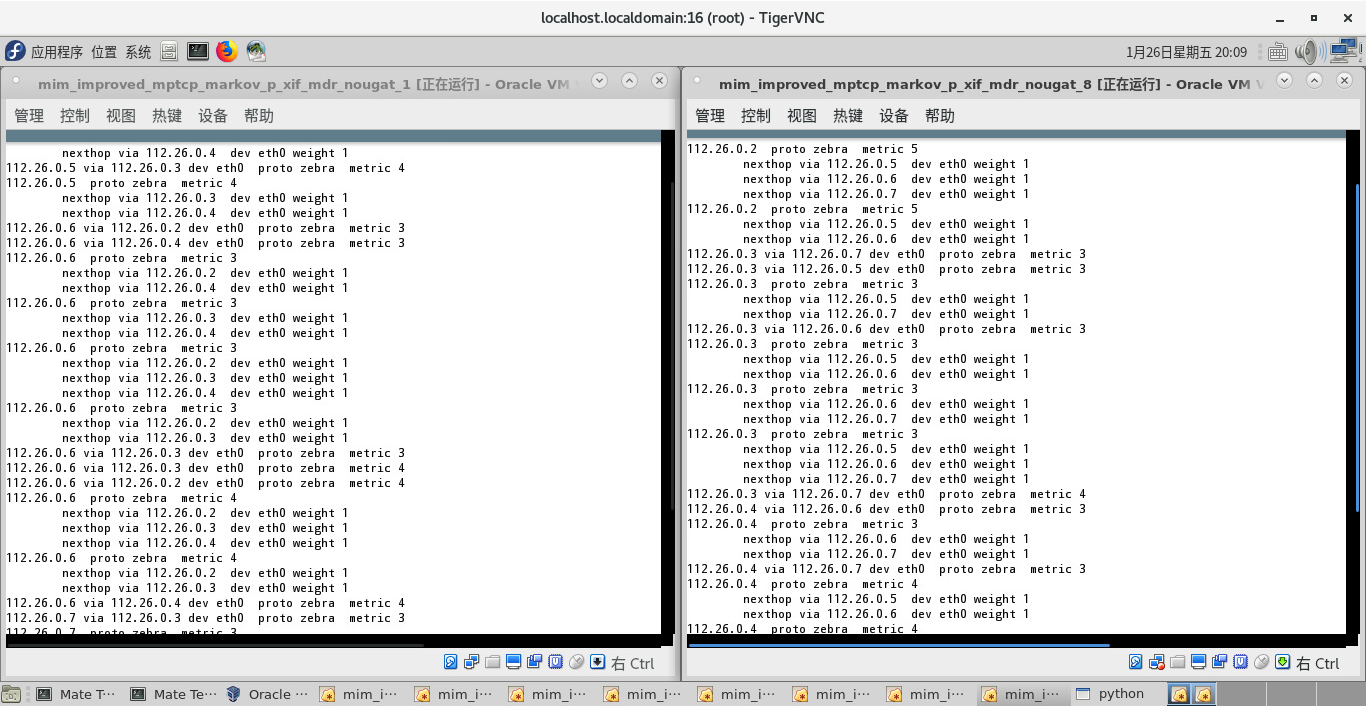 localhost.localdomain:16 (root) - TigerVNC
应用程序 位置 系统
1月26日星期五 20:09
mim_improved_mptcp_markov_p_xif_mdr_nougat_1 [正在运行] - Oracle VM
管理 控制 视图 热键 设备 帮助
nexthop via 112.26.0.4 dev eth0 weight 1
112.26.0.5 via 112.26.0.3 dev eth0 proto zebra metric 4
112.26.0.5 proto zebra metric 4
nexthop via 112.26.0.3 dev eth0 weight 1
nexthop via 112.26.0.4 dev eth0 weight 1
112.26.0.6 via 112.26.0.2 dev eth0 proto zebra metric 3
112.26.0.6 via 112.26.0.4 dev eth0 proto zebra metric 3
112.26.0.6 proto zebra metric 3
nexthop via 112.26.0.2 dev eth0 weight 1
nexthop via 112.26.0.4 dev eth0 weight 1
112.26.0.6 proto zebra metric 3
nexthop via 112.26.0.3 dev eth0 weight 1
nexthop via 112.26.0.4 dev eth0 weight 1
112.26.0.6 proto zebra metric 3
nexthop via 112.26.0.2 dev eth0 weight 1
nexthop via 112.26.0.3 dev eth0 weight 1
nexthop via 112.26.0.4 dev eth0 weight 1
112.26.0.6 proto zebra metric 3
nexthop via 112.26.0.2 dev eth0 weight 1
nexthop via 112.26.0.3 dev eth0 weight 1
112.26.0.6 via 112.26.0.3 dev eth0 proto zebra metric 3
112.26.0.6 via 112.26.0.3 dev eth0 proto zebra metric 4
112.26.0.6 via 112.26.0.2 dev eth0 proto zebra metric 4
112.26.0.6 proto zebra metric 4
nexthop via 112.26.0.2 dev eth0 weight 1
nexthop via 112.26.0.3 dev eth0 weight 1
nexthop via 112.26.0.4 dev eth0 weight 1
112.26.0.6 proto zebra metric 4
nexthop via 112.26.0.2 dev eth0 weight 1
nexthop via 112.26.0.3 dev eth0 weight 1
112.26.0.6 via 112.26.0.4 dev eth0 proto zebra metric 4
112.26.0.7 via 112.26.0.3 dev eth0 proto zebra metric 3
112.26.0.7 proto zebra metric 3
右 Ctrl
mim_improved_mptcp_markov_p_xif_mdr_nougat_8 [正在运行] - Oracle VM V
管理 控制 视图 热键 设备 帮助
112.26.0.2 proto zebra metric 5
nexthop via 112.26.0.5 dev eth0 weight 1
nexthop via 112.26.0.6 dev eth0 weight 1
nexthop via 112.26.0.7 dev eth0 weight 1
112.26.0.2 proto zebra metric 5
nexthop via 112.26.0.5 dev eth0 weight 1
nexthop via 112.26.0.6 dev eth0 weight 1
112.26.0.3 via 112.26.0.7 dev eth0 proto zebra metric 3
112.26.0.3 via 112.26.0.5 dev eth0 proto zebra metric 3
112.26.0.3 proto zebra metric 3
nexthop via 112.26.0.5 dev eth0 weight 1
nexthop via 112.26.0.7 dev eth0 weight 1
112.26.0.3 via 112.26.0.6 dev eth0 proto zebra metric 3
112.26.0.3 proto zebra metric 3
nexthop via 112.26.0.5 dev eth0 weight 1
nexthop via 112.26.0.6 dev eth0 weight 1
112.26.0.3 proto zebra metric 3
nexthop via 112.26.0.6 dev eth0 weight 1
nexthop via 112.26.0.7 dev eth0 weight 1
112.26.0.3 proto zebra metric 3
nexthop via 112.26.0.5 dev eth0 weight 1
nexthop via 112.26.0.6 dev eth0 weight 1
nexthop via 112.26.0.7 dev eth0 weight 1
112.26.0.3 via 112.26.0.7 dev eth0 proto zebra metric 4
112.26.0.4 via 112.26.0.6 dev eth0 proto zebra metric 3
112.26.0.4 proto zebra metric 3
nexthop via 112.26.0.6 dev eth0 weight 1
nexthop via 112.26.0.7 dev eth0 weight 1
112.26.0.4 via 112.26.0.7 dev eth0 proto zebra metric 3
112.26.0.4 proto zebra metric 4
nexthop via 112.26.0.5 dev eth0 weight 1
nexthop via 112.26.0.6 dev eth0 weight 1
112.26.0.4 proto zebra metric 4
右 Ctrl
Mate T… Mate Te… Oracle … mim_i… mim_i… mim_i… mim_i… mim_i… mim_i… mim_i… mim_i… python